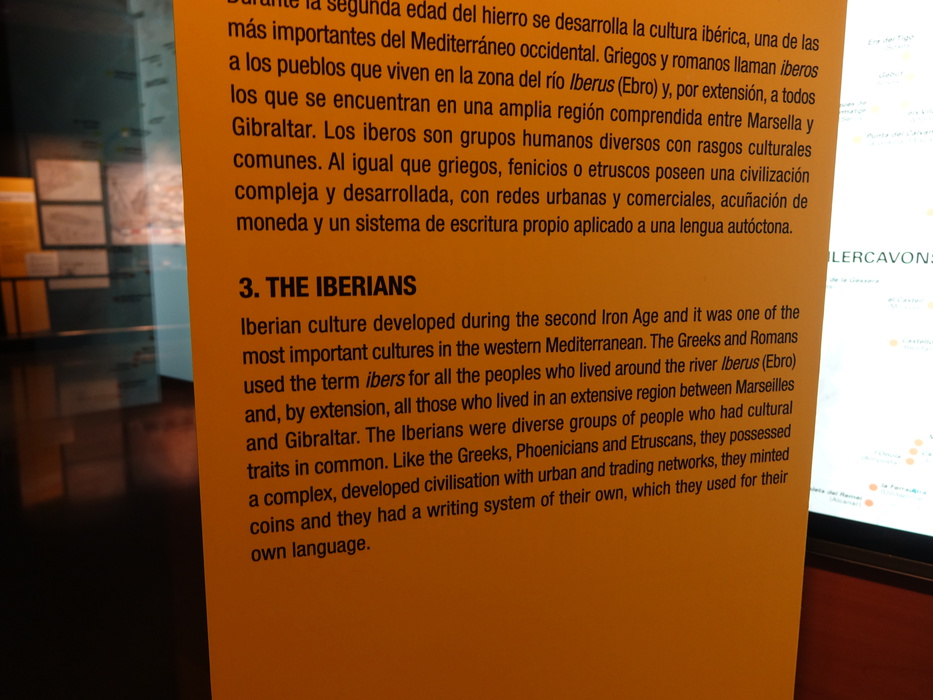 Durante la segunda edad del hierro se desarrolla la cultura ibérica, una de las
más importantes del Mediterráneo occidental. Griegos y romanos llaman iberos
a los pueblos que viven en la zona del río Iberus (Ebro) y, por extensión, a todos
los que se encuentran en una amplia región comprendida entre Marsella y
Gibraltar. Los iberos son grupos humanos diversos con rasgos culturales
comunes. Al igual que griegos, fenicios o etruscos poseen una civilización
compleja y desarrollada, con redes urbanas y comerciales, acuñación de
moneda y un sistema de escritura propio aplicado a una lengua autóctona.
3. THE IBERIANS
Iberian culture developed during the second Iron Age and it was one of the
most important cultures in the western Mediterranean. The Greeks and Romans
used the term ibers for all the peoples who lived around the river Iberus (Ebro)
and, by extension, all those who lived in an extensive region between Marseilles
and Gibraltar. The Iberians were diverse groups of people who had cultural
traits in common. Like the Greeks, Phoenicians and Etruscans, they possessed
a complex, developed civilisation with urban and trading networks, they minted
coins and they had a writing system of their own, which they used for their
own language.
LERCAVON